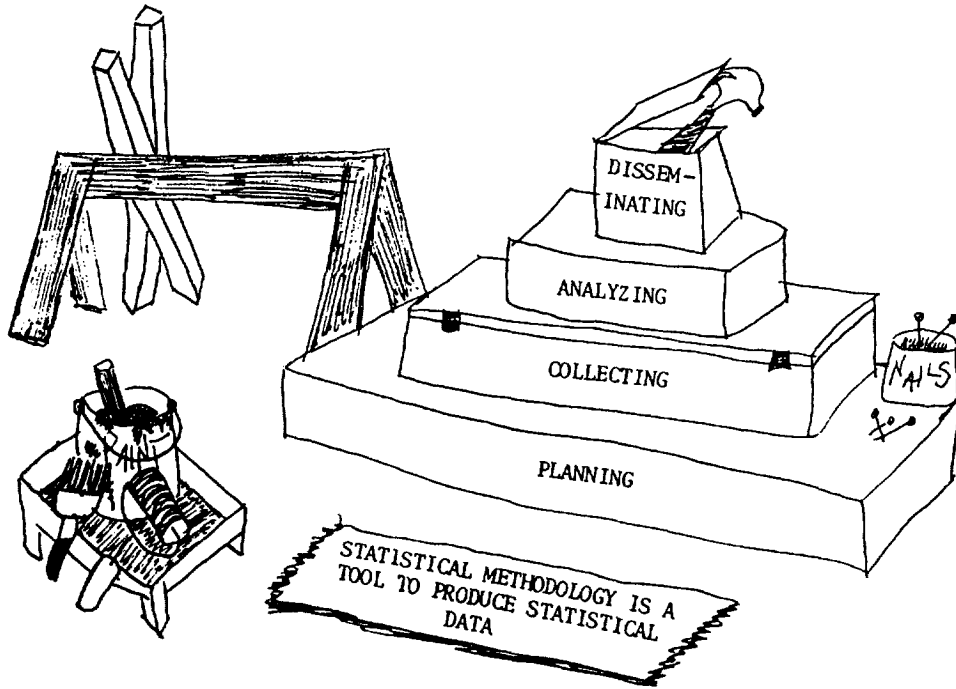 DISSEM-
INATING
ANALYZING
COLLECTING
NAILS
PLANNING
STATISTICAL METHODOLOGY IS A
TOOL TO PRODUCE STATISTICAL
DATA